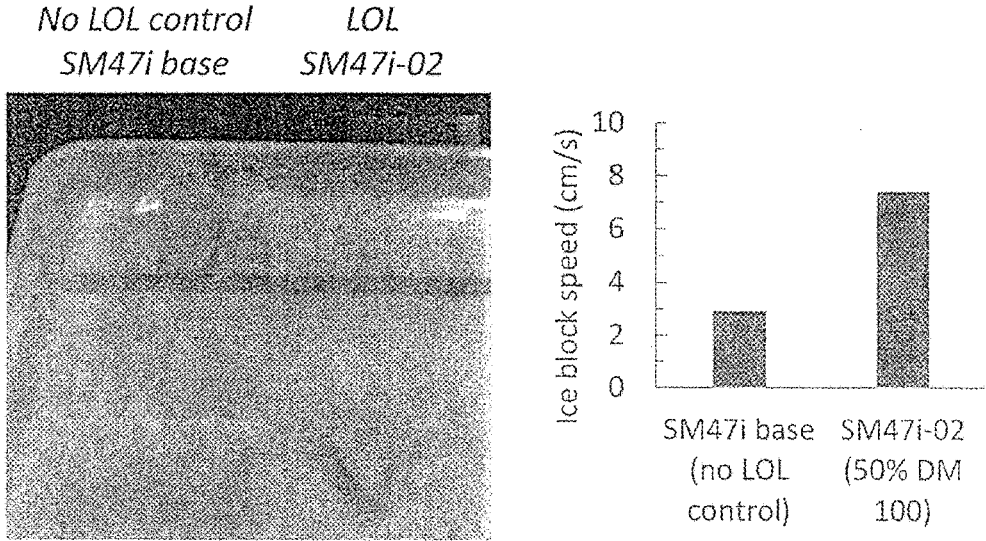 No LOL control
SM47i base
LOL
SM47i-02
Ice block speed (cm/s)
10
8
6
4
2
0
SM47i base
(no LOL
control)
SM47i-02
(50% DM
100)